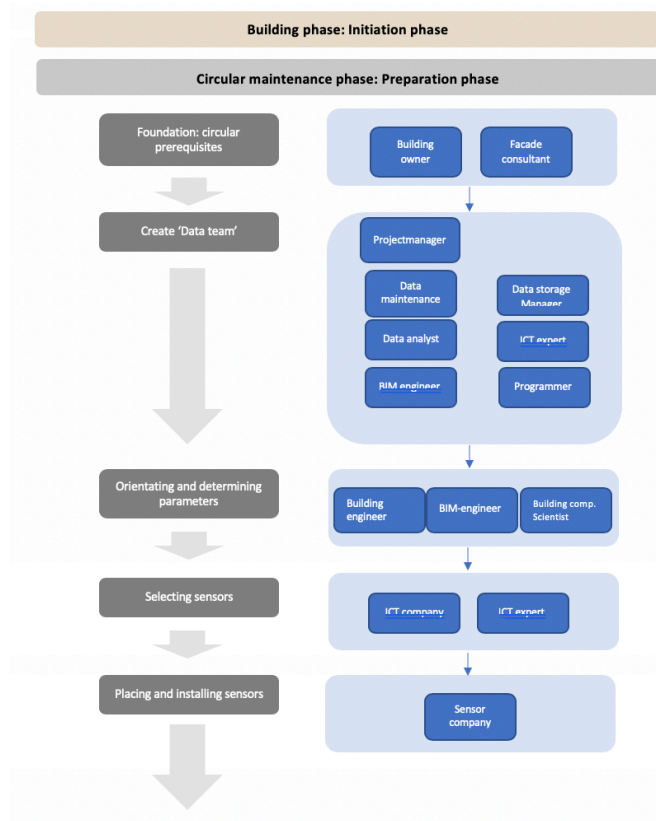 Building phase: Initiation phase
Circular maintenance phase: Preparation phase
Foundation: circular
prerequisites
Building
owner
Facade
consultant
Create ‘Data team’
Projectmanager
Data
maintenance
Data storage
Manager
Data analyst
ICT expert
BIM engineer
Programmer
Orientating and determining
parameters
Building
engineer
BIM-engineer
Building comp.
Scientist
Selecting sensors
ICT company
ICT expert
Placing and installing sensors
Sensor
company